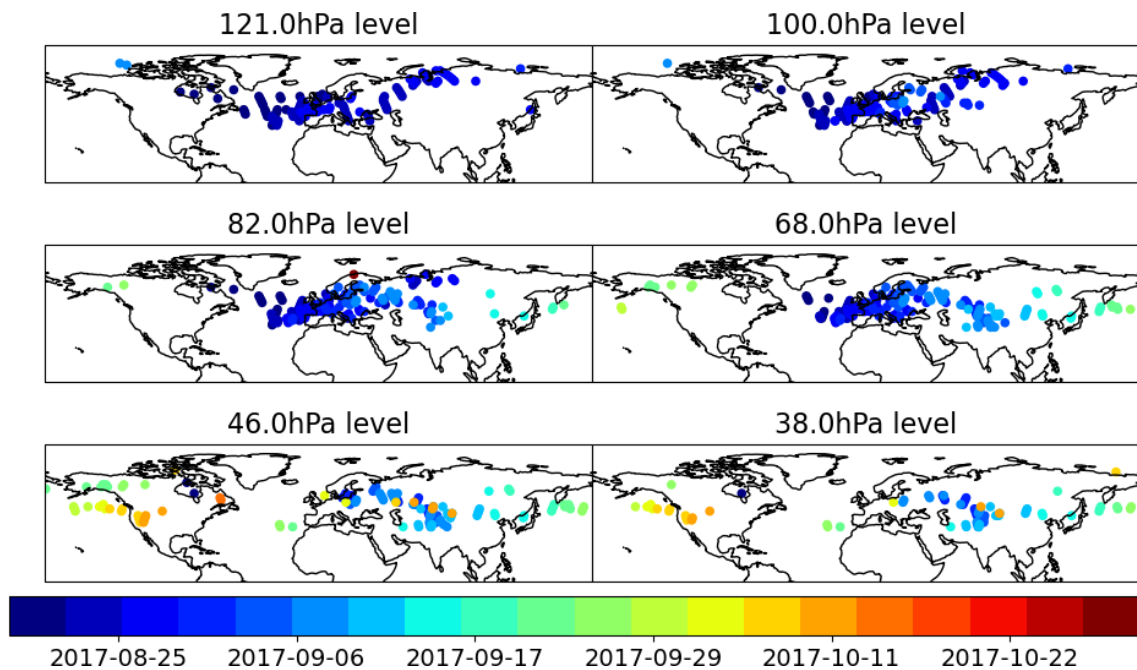 121.0hPa level
100.0hPa level
82.0hPa level
68.0hPa level
46.0hPa level
38.0hPa level
2017-08-25 2017-09-06 2017-09-17 2017-09-29 2017-10-11 2017-10-22